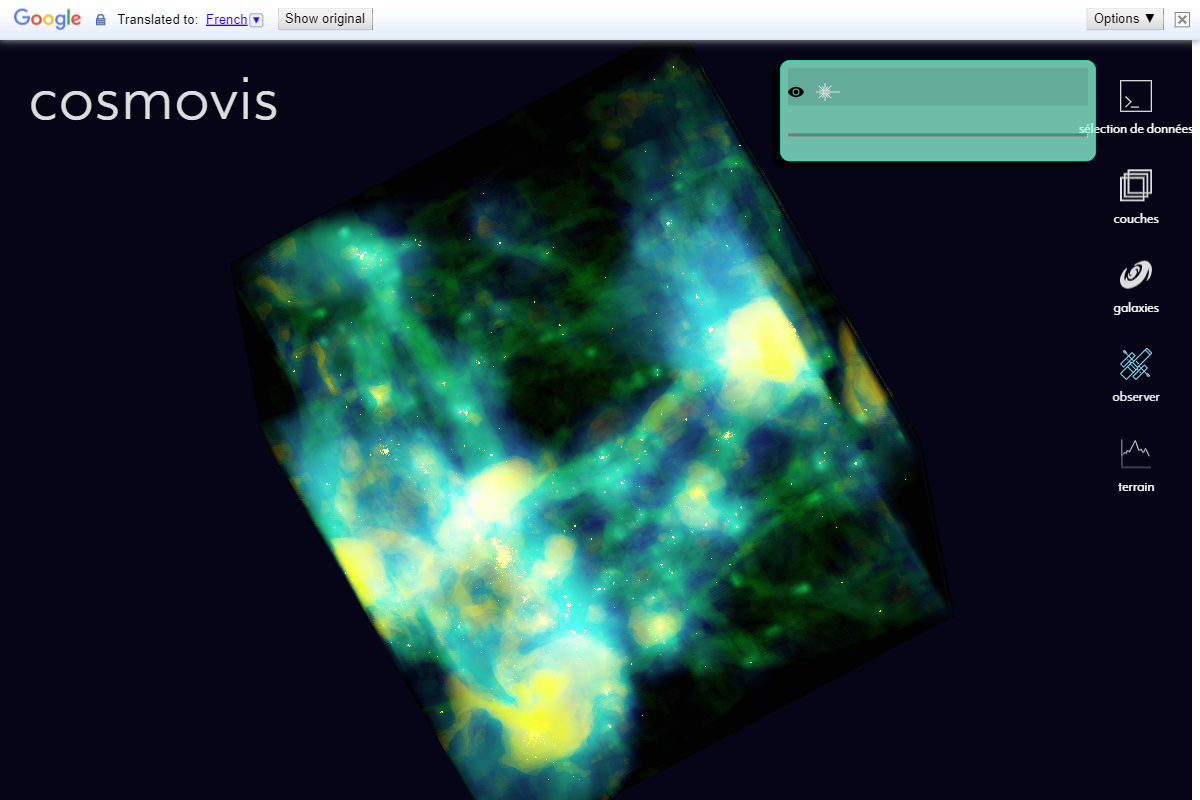 Google Translated to: French Show original Options ▼
cosmovis
sélection de données
couches
galaxies
observer
terrain